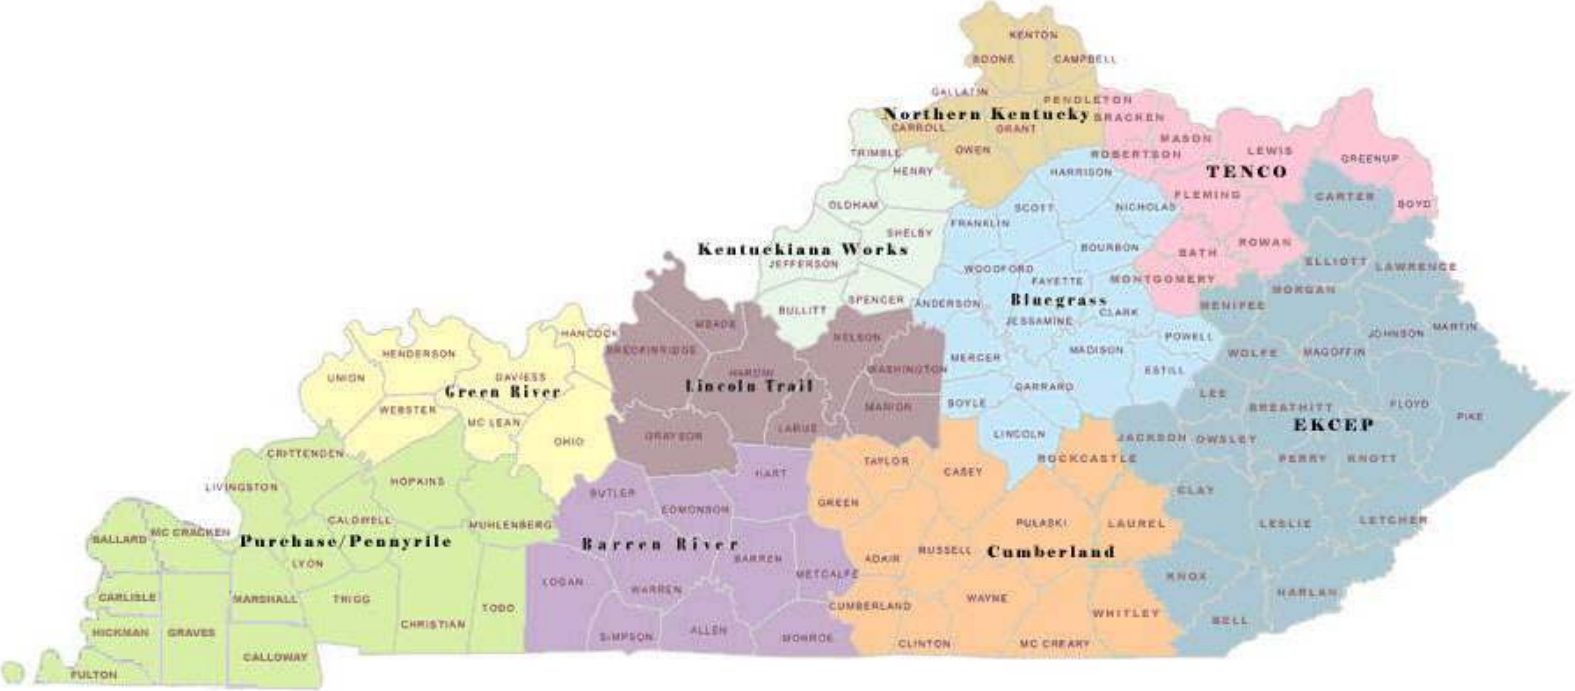 KENTON
BOONE
CAMPBELL
GALLATIN
PENDLETON
Northern Kentucky
BRACKEN
CARROLL
GRANT
MASON
OWEN
TRIMBLE
ROBERTSON
LEWIS
GREENUP
HENRY
HARRISON
TENCO
FLEMING
CARTER
BOYD
OLDHAM
SCOTT
NICHOLAS
FRANKLIN
SHELBY
Kentuckiana Works
BOURBON
ROWAN
BATH
JEFFERSON
WOODFORD
ELLIOTT
LAWRENCE
FAYETTE
MONTGOMERY
MORGAN
SPENCER
ANDERSON
Bluegrass
MENIFEE
BULLITT
CLARK
JESSAMINE
MEADE
HANCOCK
NELSON
POWELL
JOHNSON
MARTIN
BRECKINRIDGE
HENDERSON
MERCER
MADISON
WOLFE
MAGOFFIN
UNION
DAVIESS
HARDIN
WASHINGTON
ESTILL
Green River
Lincoln Trail
GARRARD
LEE
WEBSTER
MARION
BOYLE
BREATHITT
FLOYD
PIKE
MC LEAN
LARUE
EKCEP
OHIO
GRAYSON
LINCOLN
JACKSON
OWSLEY
CRITTENDEN
TAYLOR
CASEY
ROCKCASTLE
PERRY
KNOTT
LIVINGSTON
HOPKINS
HART
BUTLER
GREEN
CLAY
EDMONSON
CALDWELL
MUHLENBERG
PULASKI
LAUREL
LESLIE
LETCHER
BALLARD
MC CRACKEN
Purchase/Pennyrile
Barren River
Cumberland
RUSSELL
LYON
BARREN
ADAIR
METCALFE
KNOX
LOGAN
WARREN
HARLAN
CARLISLE
MARSHALL
TRIGG
TODD
CUMBERLAND
WAYNE
WHITLEY
BELL
HICKMAN
GRAVES
CHRISTIAN
SIMPSON
ALLEN
MONROE
CLINTON
MC CREARY
CALLOWAY
FULTON